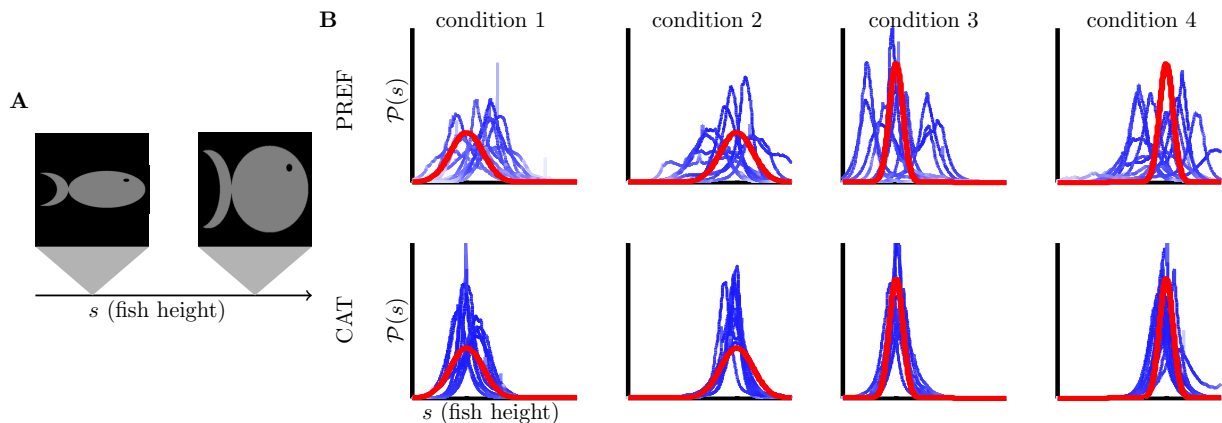 A
s (fish height)
B
condition 1
condition 2
condition 3
condition 4
PREF
P(s)
CAT
P(s)
s (fish height)